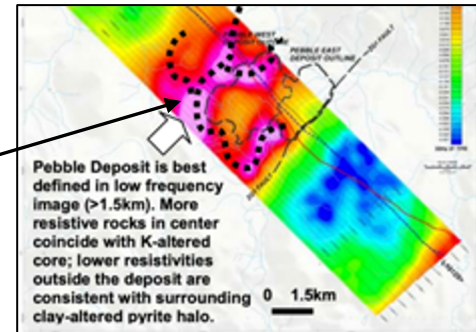 PEBBLE WEST
PEBBLE EAST
DEPOSIT OUTLINE
ZG1 FAULT
Pebble Deposit is best
defined in low frequency
image (>1.5km). More
resistive rocks in center
coincide with K-altered
core; lower resistivities
outside the deposit are
consistent with surrounding
clay-altered pyrite halo.
0 1.5km